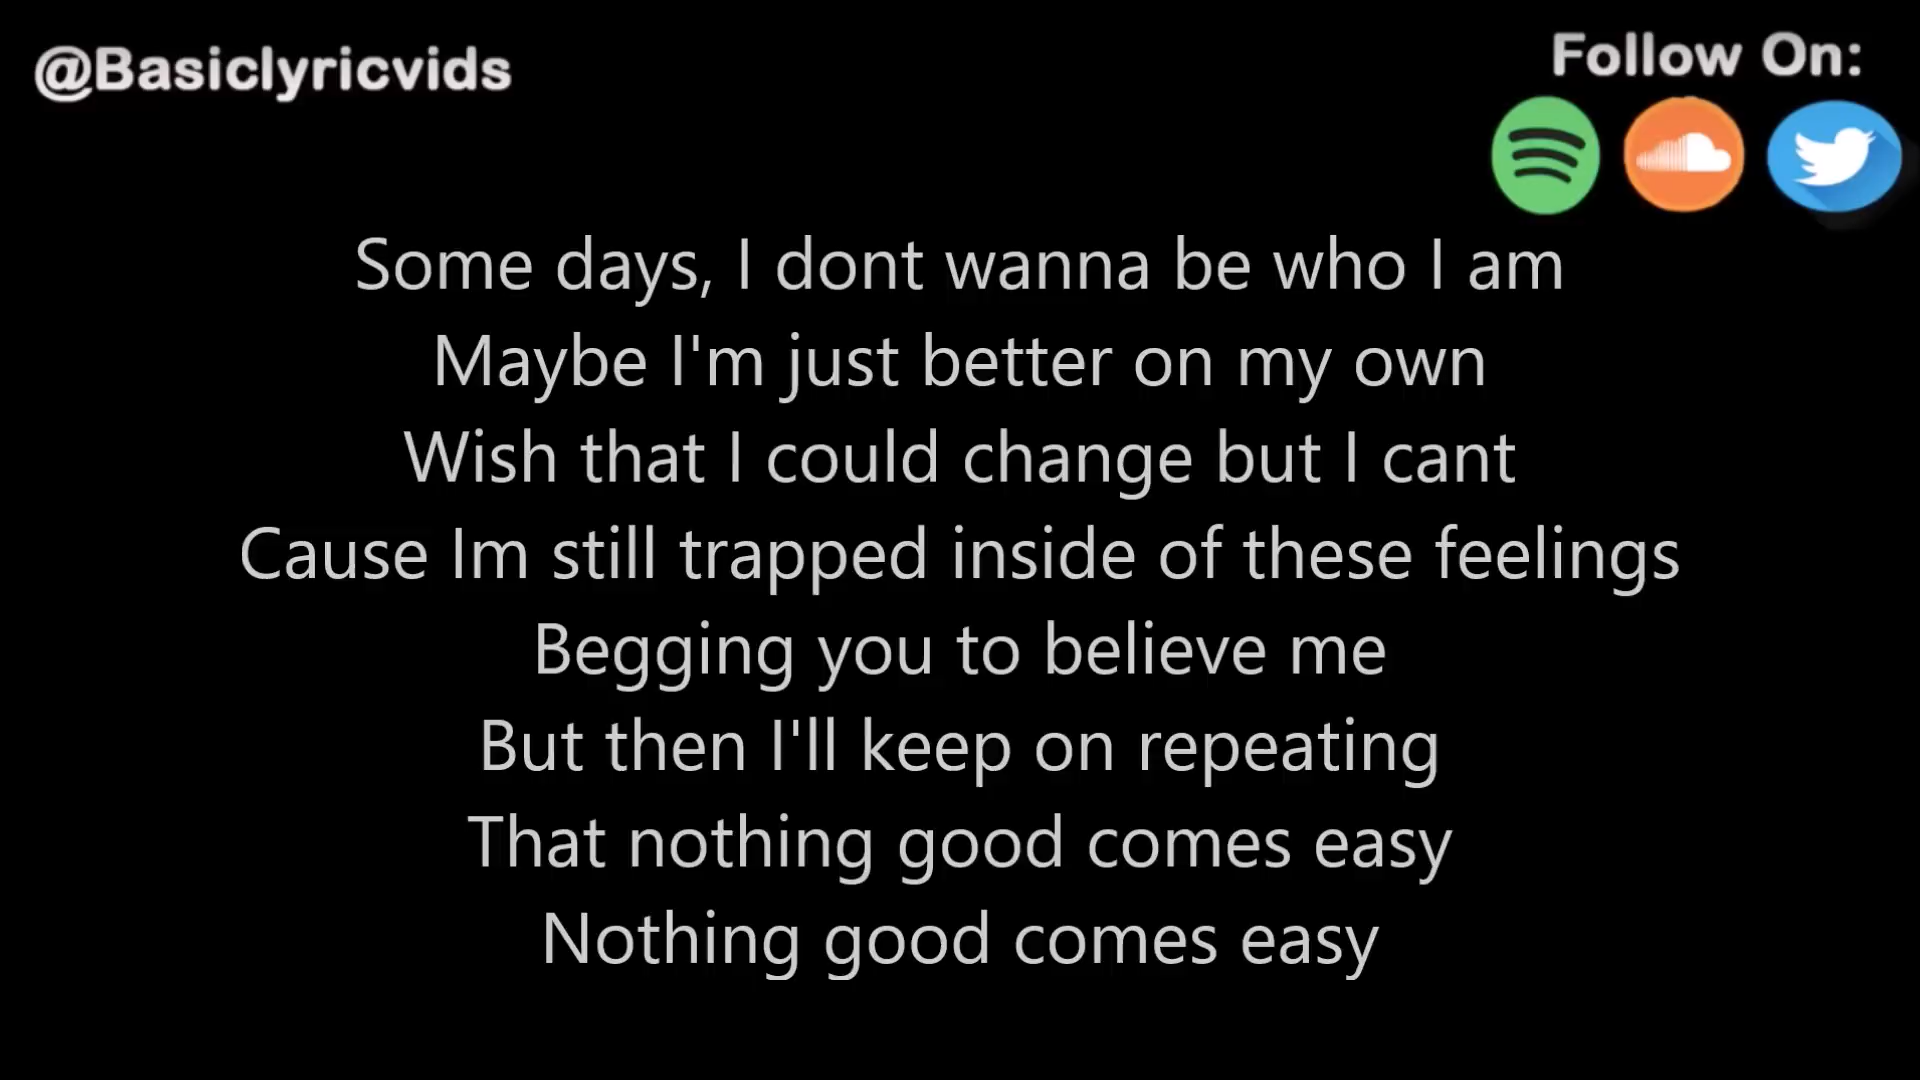 @Basiclyricvids
Follow On:
Some days, I dont wanna be who I am
Maybe I'm just better on my own
Wish that I could change but I cant
Cause Im still trapped inside of these feelings
Begging you to believe me
But then I'll keep on repeating
That nothing good comes easy
Nothing good comes easy